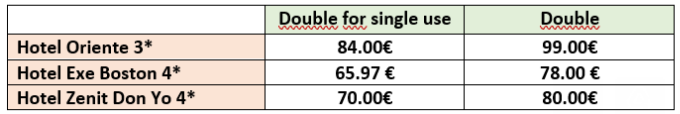 Double for single use Double
Hotel Oriente 3* 84.00€ 99.00€
Hotel Exe Boston 4* 65.97 € 78.00 €
Hotel Zenit Don Yo 4* 70.00€ 80.00€